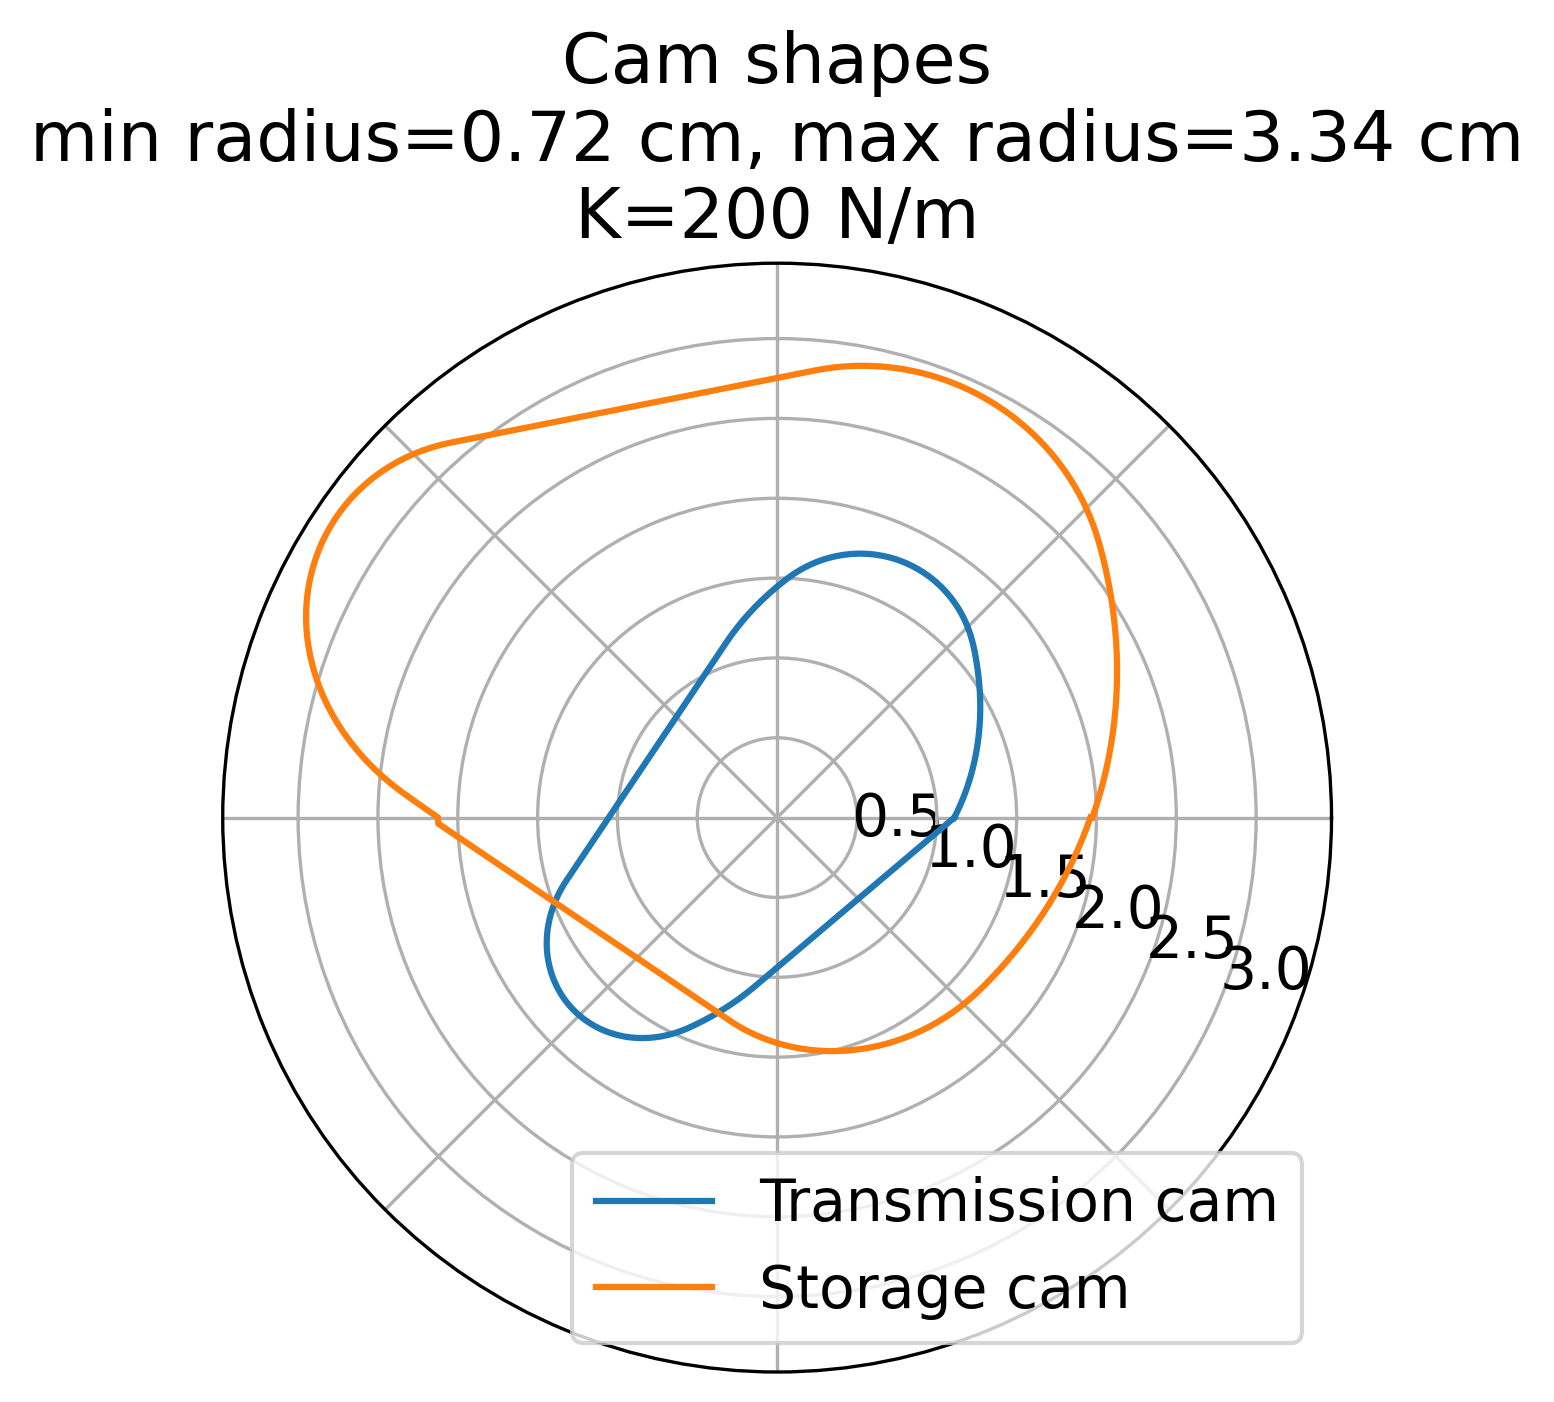 Cam shapes
min radius=0.72 cm, max radius=3.34 cm
K=200 N/m
0.5
1.0
1.5
2.0
2.5
3.0
Transmission cam
Storage cam